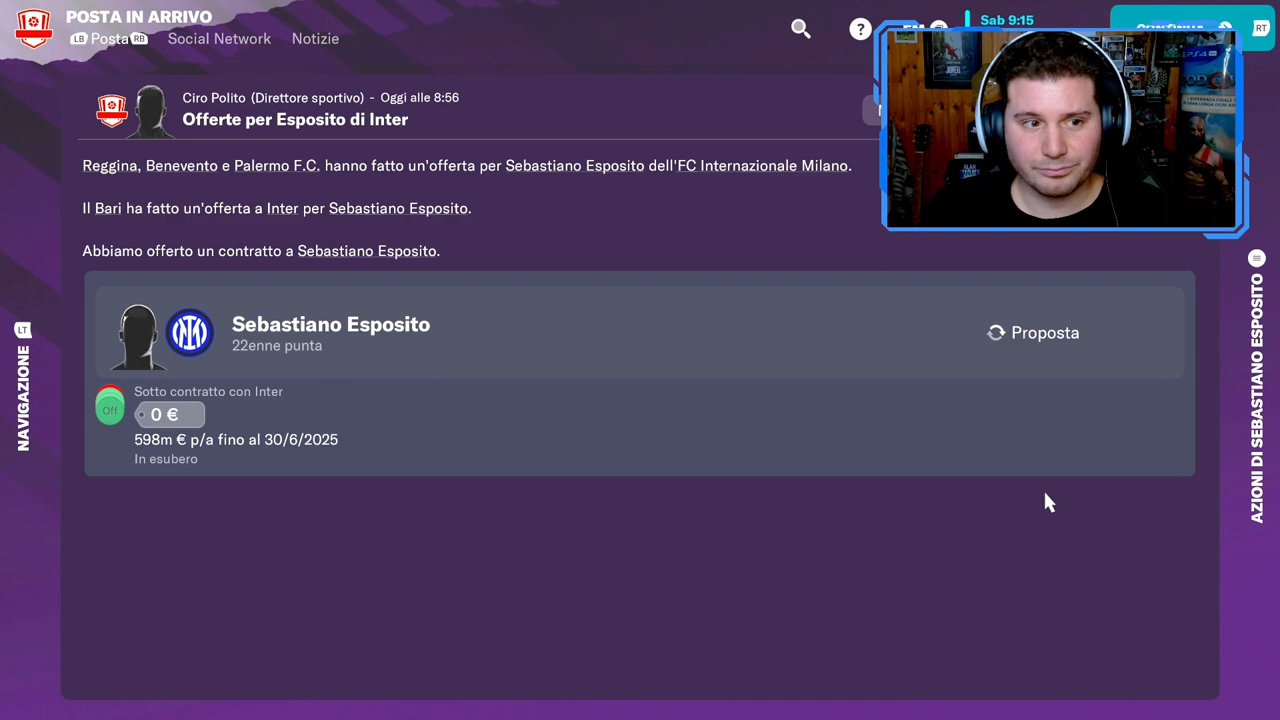 POSTA IN ARRIVO
LB Posta RB Social Network Notizie
?
Sab 9:15
RT
Ciro Polito (Direttore sportivo) - Oggi alle 8:56
Offerte per Esposito di Inter
Reggina, Benevento e Palermo F.C. hanno fatto un'offerta per Sebastiano Esposito dell'FC Internazionale Milano.
Il Bari ha fatto un'offerta a Inter per Sebastiano Esposito.
Abbiamo offerto un contratto a Sebastiano Esposito.
Sebastiano Esposito
22enne punta
Proposta
Sotto contratto con Inter
Off
0 €
598m € p/a fino al 30/6/2025
In esubero
LT
NAVIGAZIONE
AZIONI DI SEBASTIANO ESPOSITO
PS4